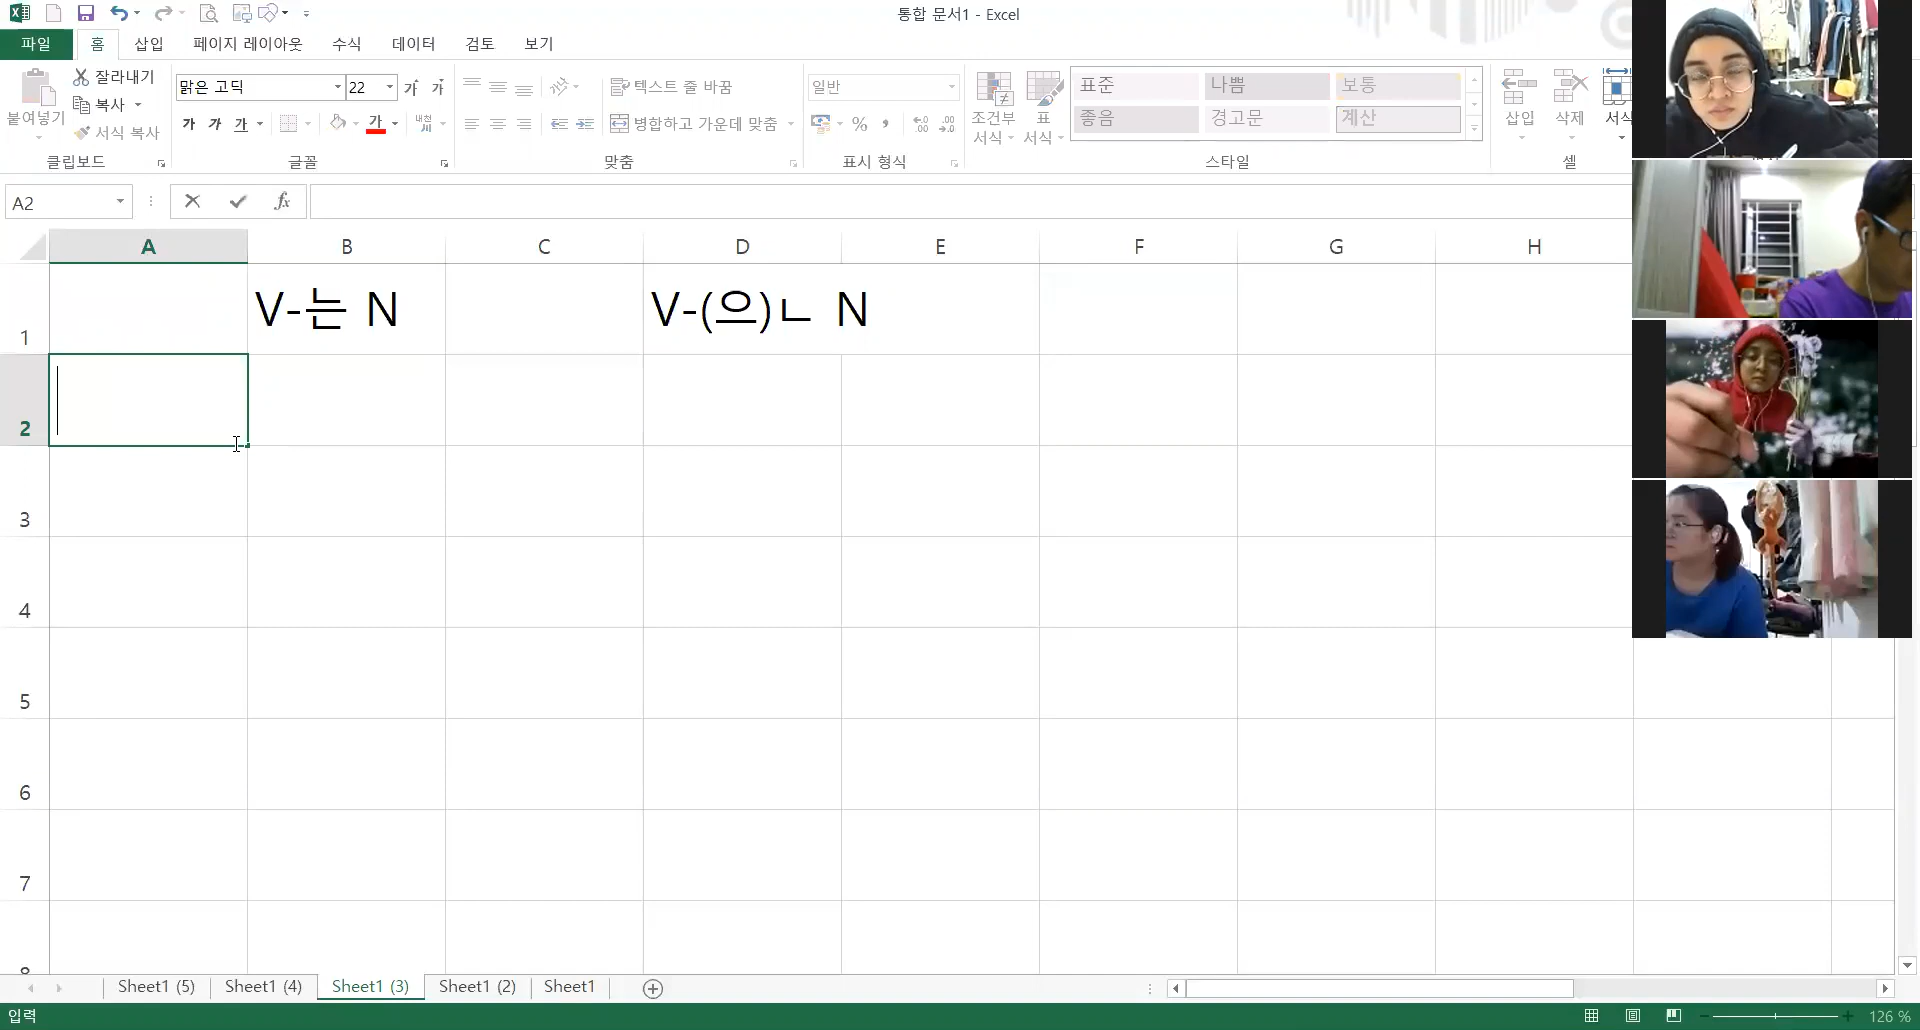 통합 문서1 - Excel
파일 홈 삽입 페이지 레이아웃 수식 데이터 검토 보기
붙여넣기
잘라내기
복사
서식 복사
클립보드
맑은 고딕 22 가 가
가 가 가 가 내천
글꼴
텍스트 줄 바꿈
병합하고 가운데 맞춤
맞춤
일반
% ,
표시 형식
조건부 서식
표 서식
표준 나쁨 보통
좋음 경고문 계산
스타일
삽입 삭제 서식
셀
A2
fx
A B C D E F G H
1 V-는 N V-(으)ㄴ N
2
3
4
5
6
7
8
Sheet1 (5) Sheet1 (4) Sheet1 (3) Sheet1 (2) Sheet1
입력 126 %